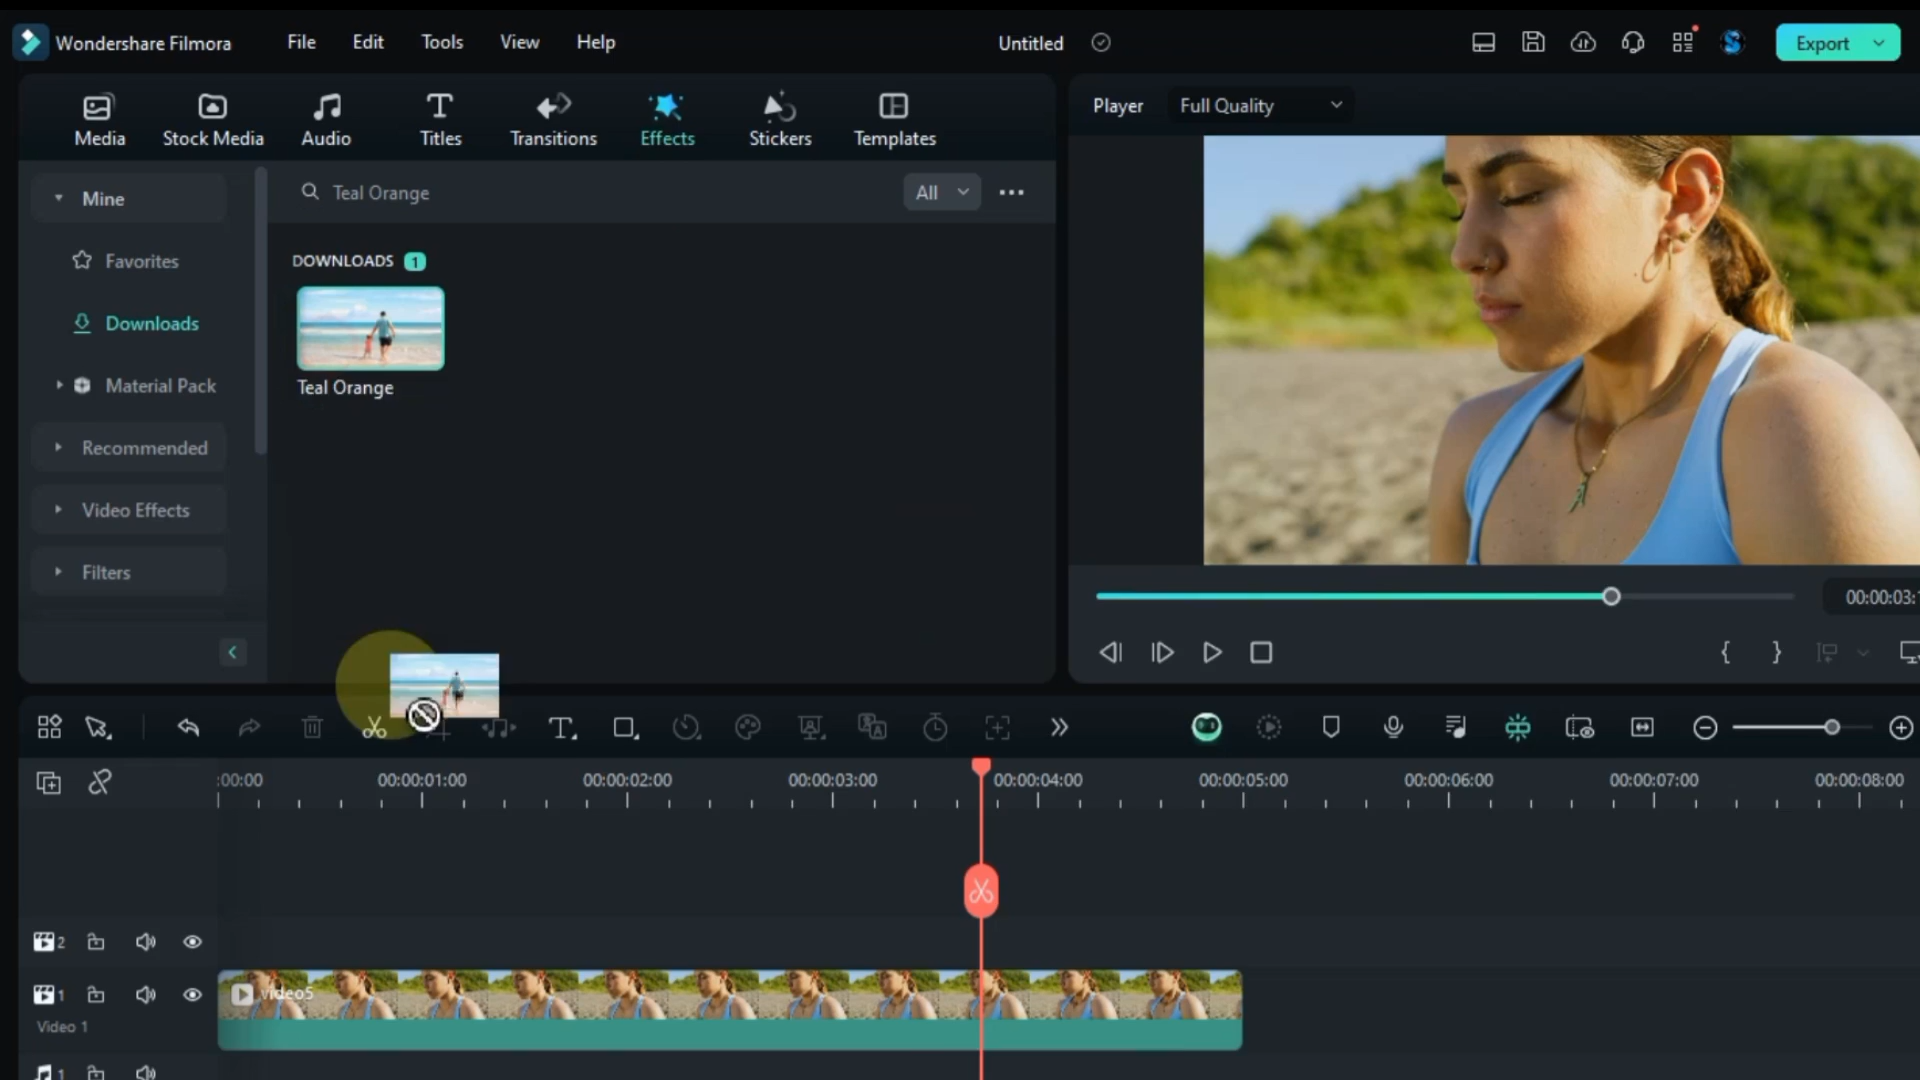 Wondershare Filmora
File
Edit
Tools
View
Help
Untitled
Export
Media
Stock Media
Audio
Titles
Transitions
Effects
Stickers
Templates
Player
Full Quality
Mine
Teal Orange
All
Favorites
DOWNLOADS 1
Downloads
Teal Orange
Material Pack
Recommended
Video Effects
Filters
00:00:03:1
:00:00
00:00:01:00
00:00:02:00
00:00:03:00
00:00:04:00
00:00:05:00
00:00:06:00
00:00:07:00
00:00:08:00
2
1
video5
Video 1
1